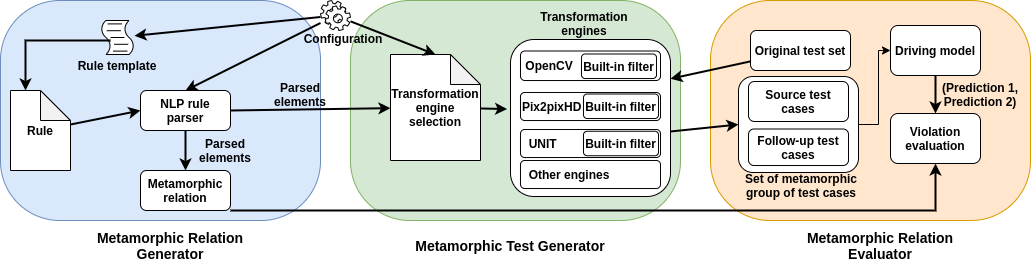 Rule template
Rule
NLP rule
parser
Parsed
elements
Metamorphic
relation
Metamorphic Relation
Generator
Configuration
Parsed
elements
Transformation
engine
selection
Transformation
engines
OpenCV
Built-in filter
Pix2pixHD
Built-in filter
UNIT
Built-in filter
Other engines
Metamorphic Test Generator
Original test set
Source test
cases
Follow-up test
cases
Set of metamorphic
group of test cases
Driving model
(Prediction 1,
Prediction 2)
Violation
evaluation
Metamorphic Relation
Evaluator